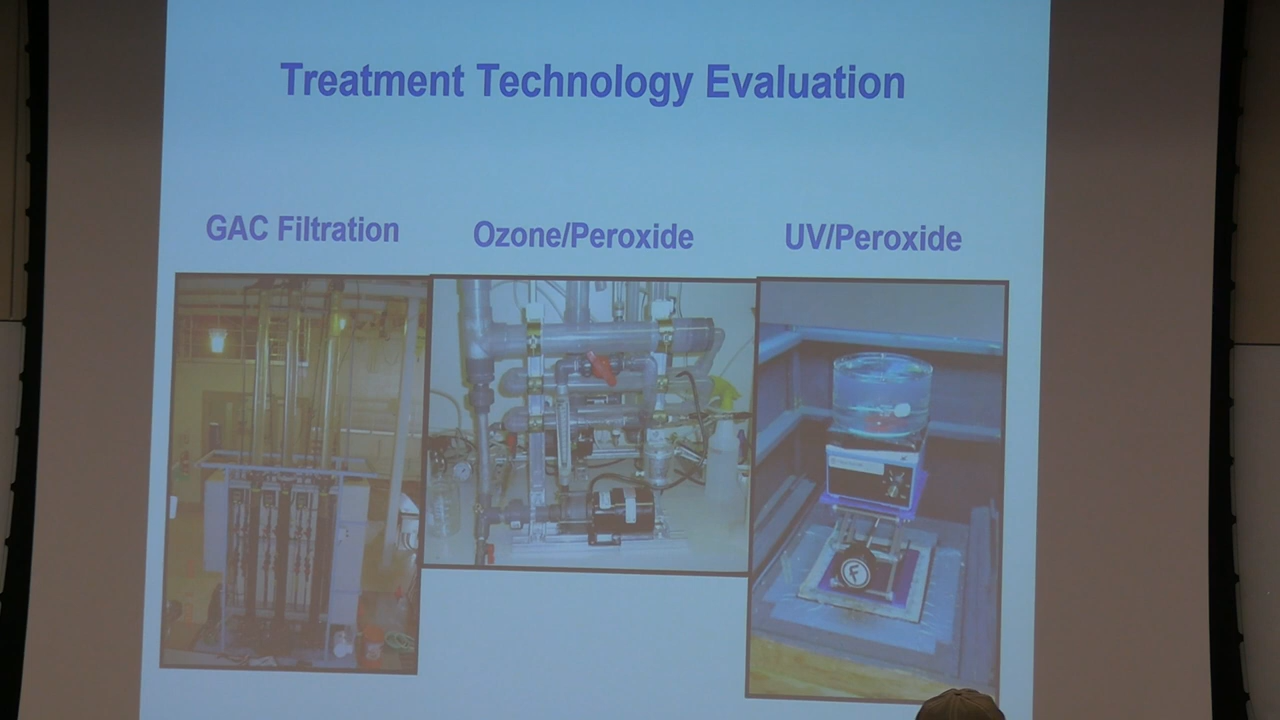 Treatment Technology Evaluation
GAC Filtration
Ozone/Peroxide
UV/Peroxide
F